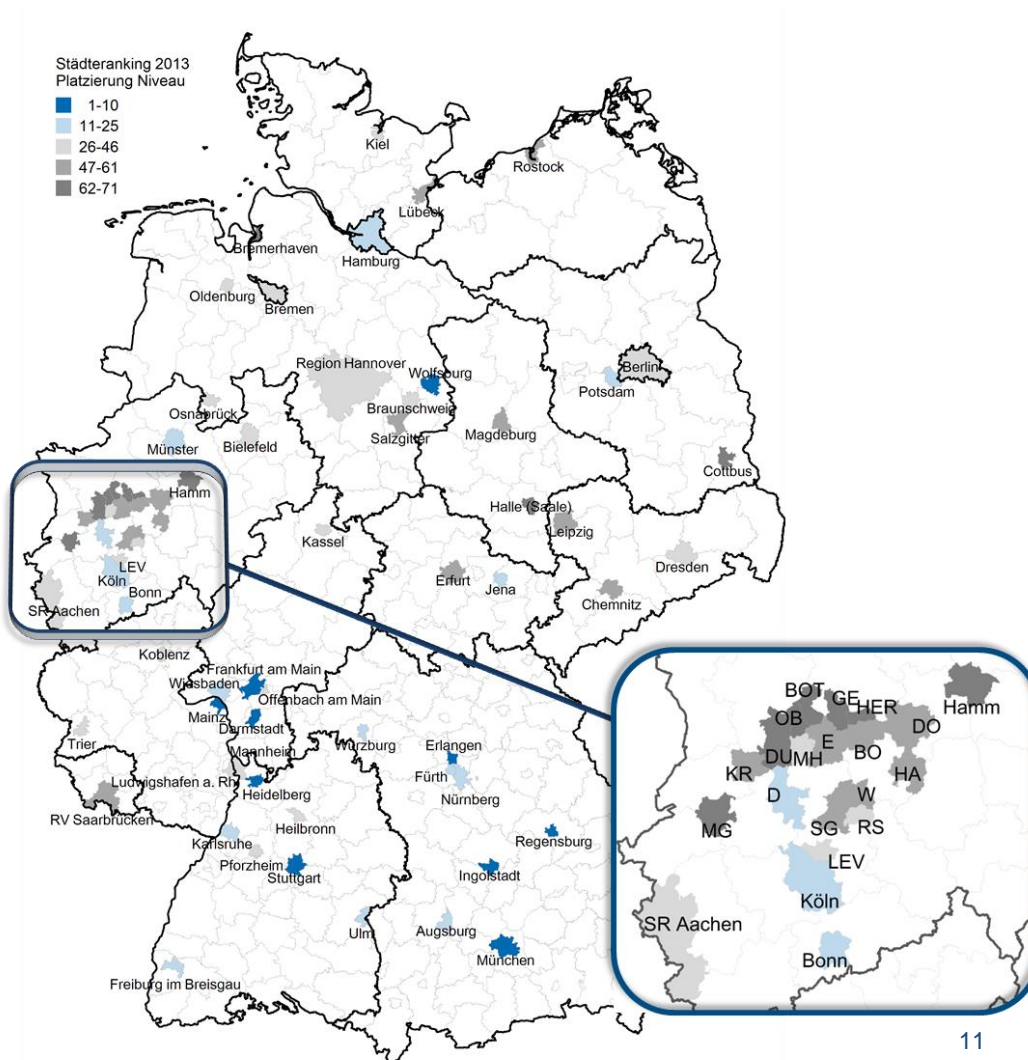 Städteranking 2013
Platzierung Niveau
1-10
11-25
26-46
47-61
62-71
Kiel
Rostock
Lübeck
Bremerhaven
Hamburg
Oldenburg
Bremen
Region Hannover
Wolfsburg
Berlin
Potsdam
Osnabrück
Braunschweig
Münster
Bielefeld
Salzgitter
Magdeburg
Cottbus
Hamm
Halle (Saale)
Leipzig
Kassel
Dresden
LEV
Köln
Erfurt
Jena
Chemnitz
Bonn
SR Aachen
Koblenz
Frankfurt am Main
Wiesbaden
Offenbach am Main
Mainz
Darmstadt
Trier
Mannheim
Würzburg
Erlangen
Fürth
Ludwigshafen a. Rh
Heidelberg
Nürnberg
RV Saarbrücken
Heilbronn
Karlsruhe
Regensburg
Pforzheim
Stuttgart
Ingolstadt
Ulm
Augsburg
München
Freiburg im Breisgau
BOT
GE
HER
Hamm
OB
DO
E
BO
DU
MH
KR
HA
D
W
MG
SG
RS
LEV
Köln
SR Aachen
Bonn
11